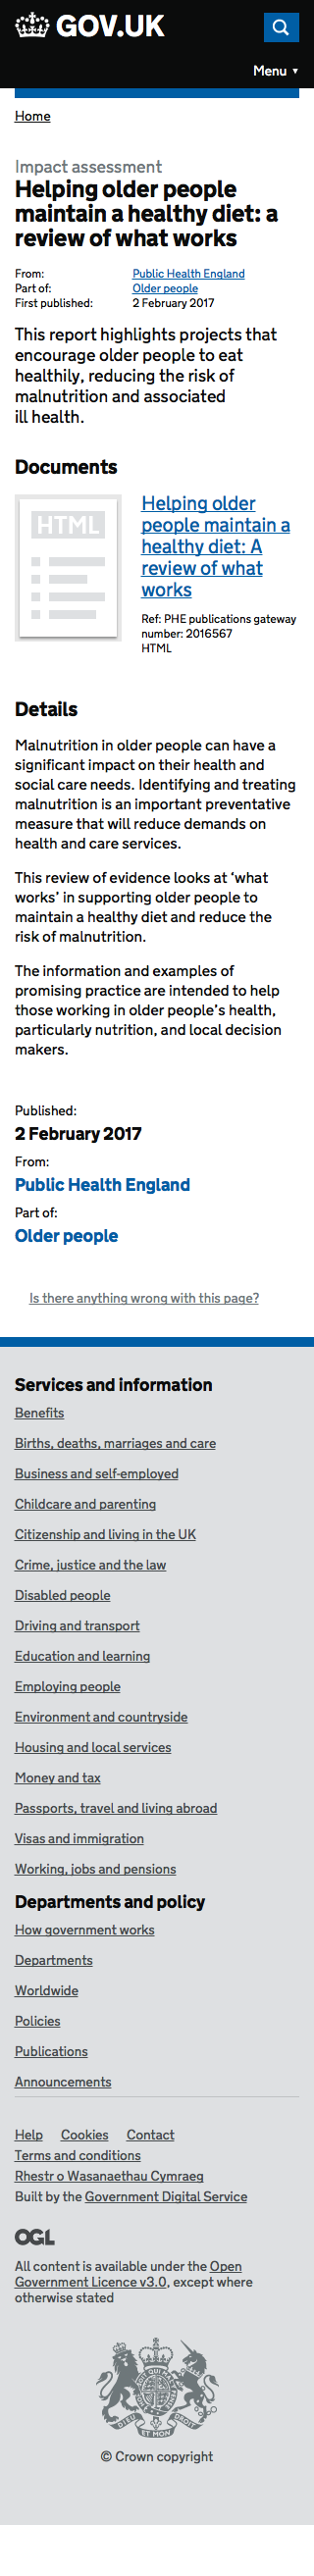 GOV.UK
Menu ▼
Home
Impact assessment
Helping older people
maintain a healthy diet: a
review of what works
From: Public Health England
Part of: Older people
First published: 2 February 2017
This report highlights projects that
encourage older people to eat
healthily, reducing the risk of
malnutrition and associated
ill health.
Documents
HTML
Helping older
people maintain a
healthy diet: A
review of what
works
Ref: PHE publications gateway
number: 2016567
HTML
Details
Malnutrition in older people can have a
significant impact on their health and
social care needs. Identifying and treating
malnutrition is an important preventative
measure that will reduce demands on
health and care services.
This review of evidence looks at ‘what
works’ in supporting older people to
maintain a healthy diet and reduce the
risk of malnutrition.
The information and examples of
promising practice are intended to help
those working in older people’s health,
particularly nutrition, and local decision
makers.
Published:
2 February 2017
From:
Public Health England
Part of:
Older people
Is there anything wrong with this page?
Services and information
Benefits
Births, deaths, marriages and care
Business and self-employed
Childcare and parenting
Citizenship and living in the UK
Crime, justice and the law
Disabled people
Driving and transport
Education and learning
Employing people
Environment and countryside
Housing and local services
Money and tax
Passports, travel and living abroad
Visas and immigration
Working, jobs and pensions
Departments and policy
How government works
Departments
Worldwide
Policies
Publications
Announcements
Help Cookies Contact
Terms and conditions
Rhestr o Wasanaethau Cymraeg
Built by the Government Digital Service
OGL
All content is available under the Open
Government Licence v3.0, except where
otherwise stated
DIEU ET MON DROIT
© Crown copyright